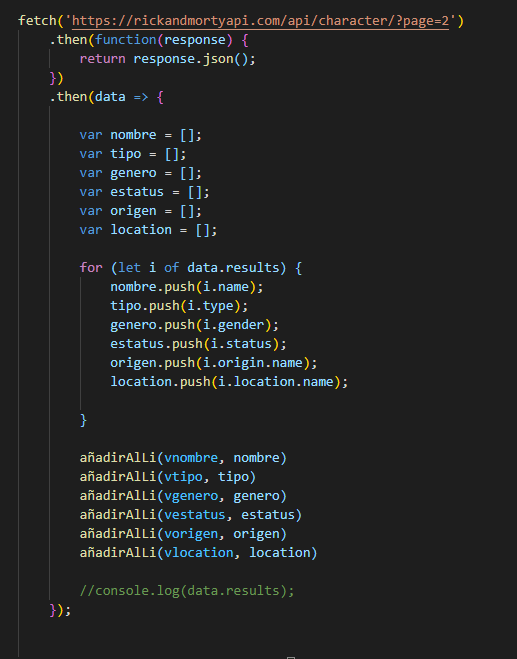 fetch('https://rickandmortyapi.com/api/character/?page=2')
.then(function(response) {
return response.json();
})
.then(data => {
var nombre = [];
var tipo = [];
var genero = [];
var estatus = [];
var origen = [];
var location = [];
for (let i of data.results) {
nombre.push(i.name);
tipo.push(i.type);
genero.push(i.gender);
estatus.push(i.status);
origen.push(i.origin.name);
location.push(i.location.name);
}
añadirAlLi(vnombre, nombre)
añadirAlLi(vtipo, tipo)
añadirAlLi(vgenero, genero)
añadirAlLi(vestatus, estatus)
añadirAlLi(vorigen, origen)
añadirAlLi(vlocation, location)
//console.log(data.results);
});